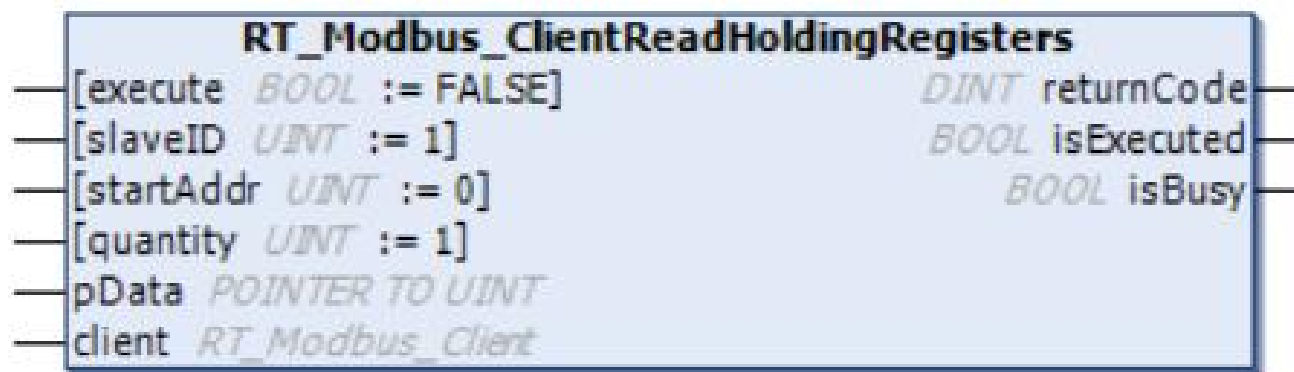 RT_Modbus_ClientReadHoldingRegisters
[execute BOOL := FALSE] DINT returnCode
[slaveID UINT := 1] BOOL isExecuted
[startAddr UINT := 0] BOOL isBusy
[quantity UINT := 1]
pData POINTER TO UINT
client RT_Modbus_Client